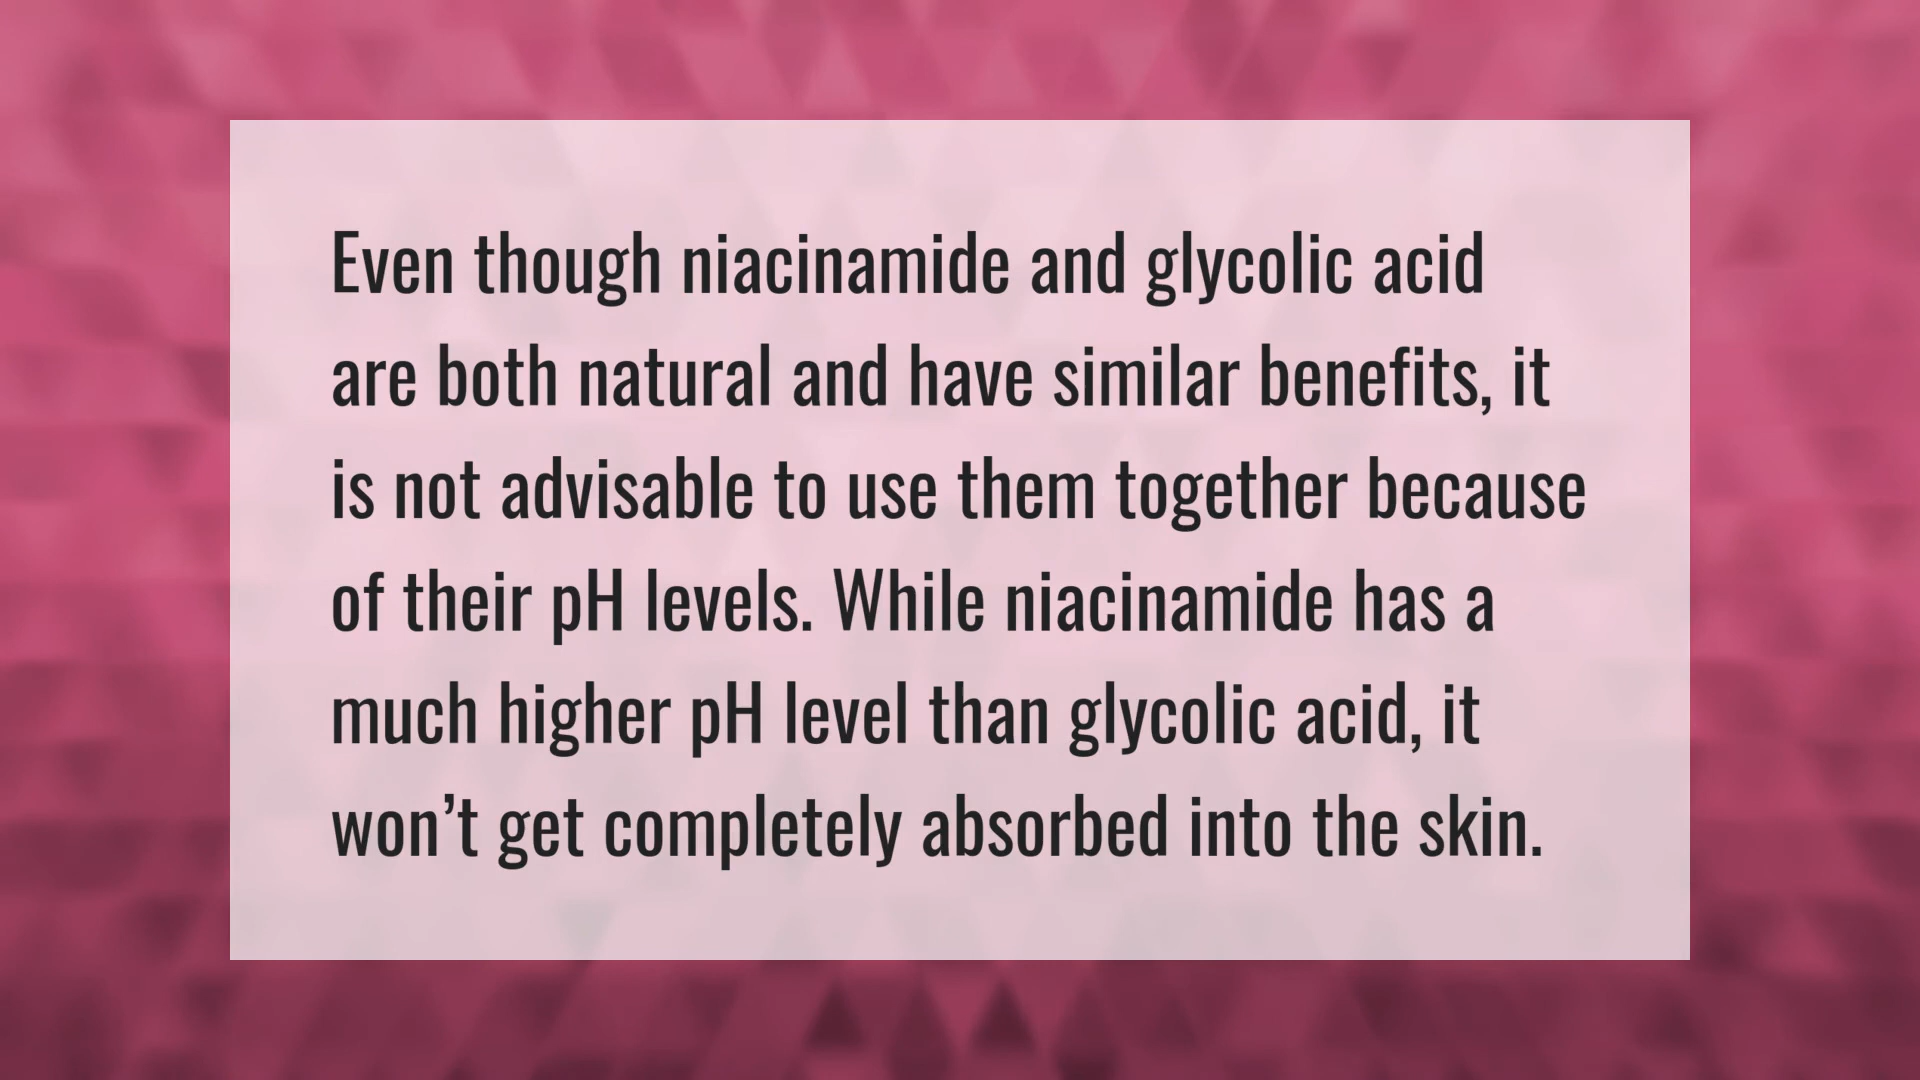 Even though niacinamide and glycolic acid
are both natural and have similar benefits, it
is not advisable to use them together because
of their pH levels. While niacinamide has a
much higher pH level than glycolic acid, it
won’t get completely absorbed into the skin.